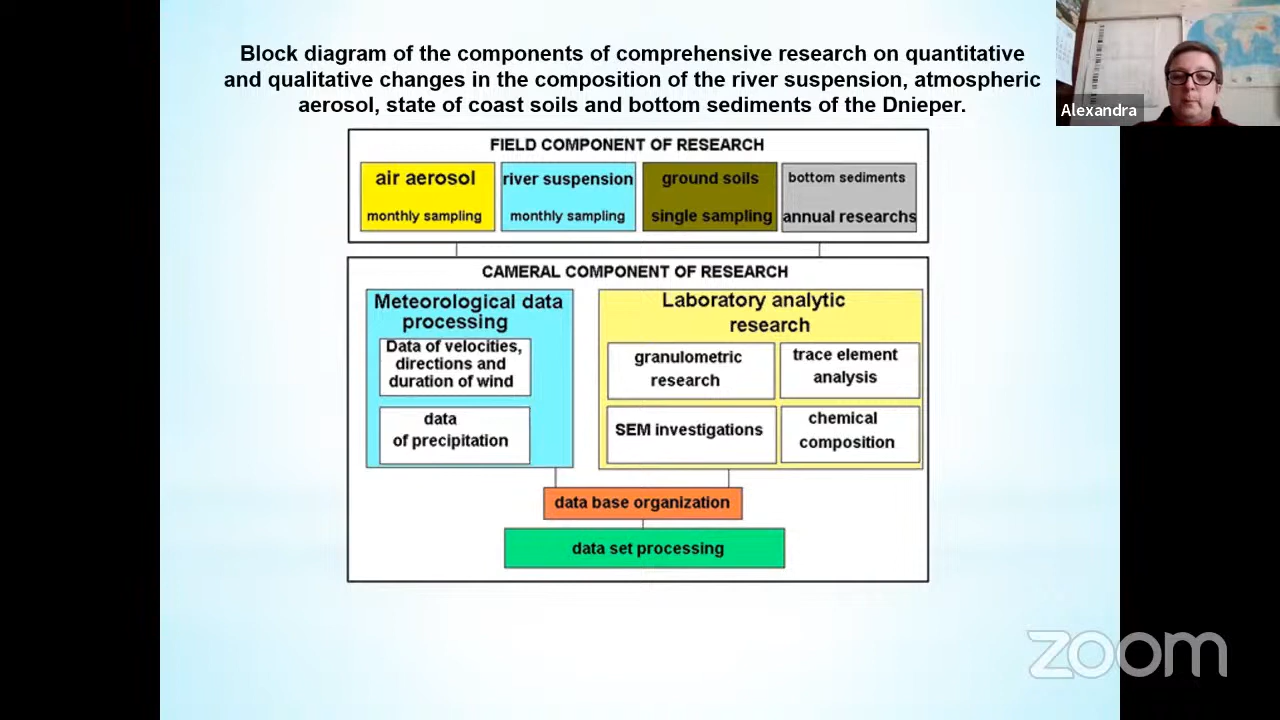 Block diagram of the components of comprehensive research on quantitative
and qualitative changes in the composition of the river suspension, atmospheric
aerosol, state of coast soils and bottom sediments of the Dnieper.
Alexandra
FIELD COMPONENT OF RESEARCH
air aerosol
monthly sampling
river suspension
monthly sampling
ground soils
single sampling
bottom sediments
annual researchs
CAMERAL COMPONENT OF RESEARCH
Meteorological data
processing
Data of velocities,
directions and
duration of wind
data
of precipitation
Laboratory analytic
research
granulometric
research
trace element
analysis
SEM investigations
chemical
composition
data base organization
data set processing
zoom